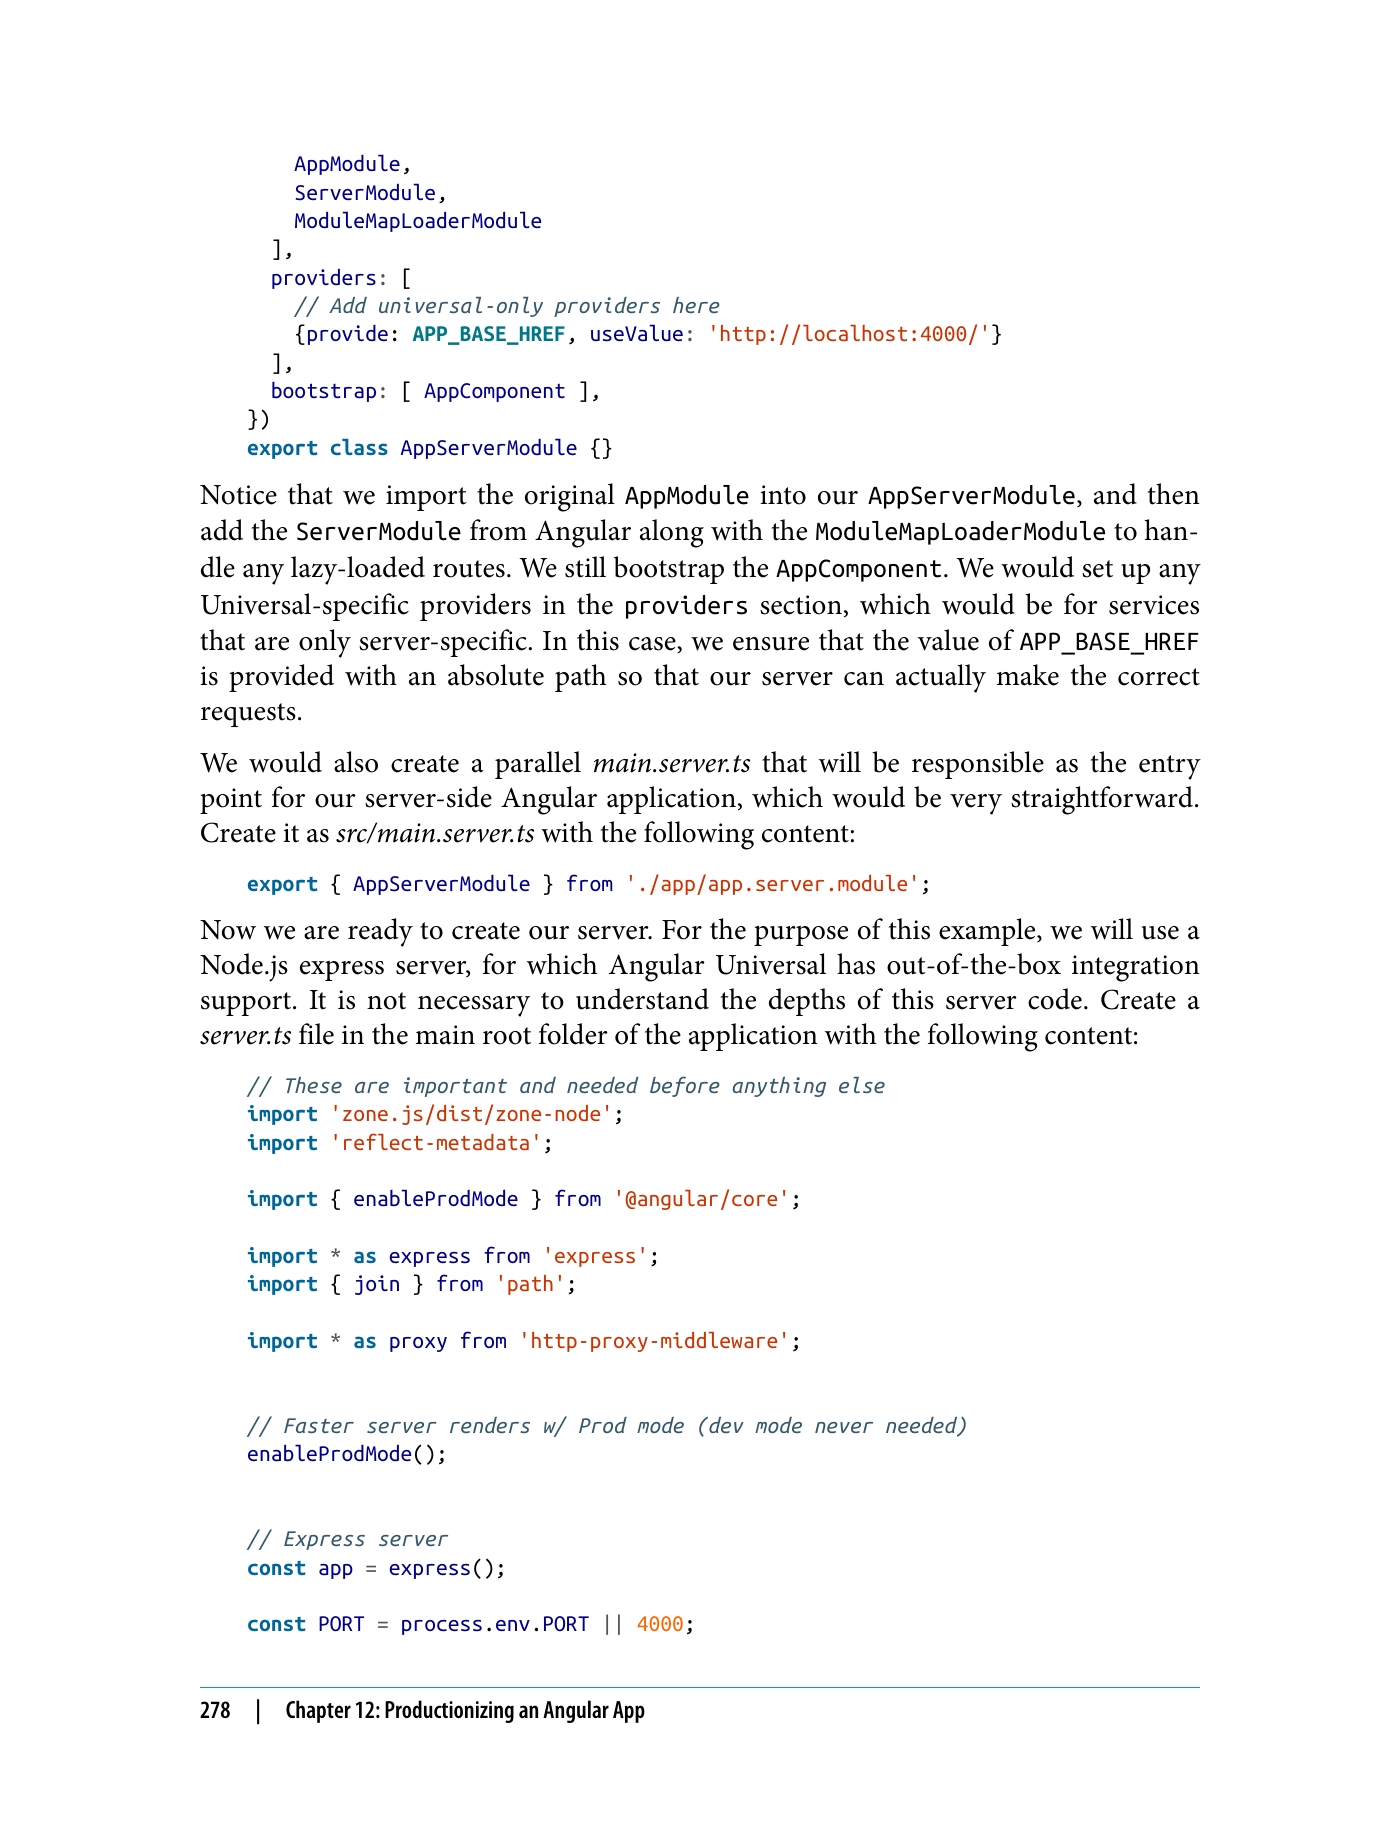 AppModule,
ServerModule,
ModuleMapLoaderModule
],
providers: [
// Add universal-only providers here
{provide: APP_BASE_HREF, useValue: 'http://localhost:4000/'}
],
bootstrap: [ AppComponent ],
})
export class AppServerModule {}
Notice that we import the original AppModule into our AppServerModule, and then
add the ServerModule from Angular along with the ModuleMapLoaderModule to han-
dle any lazy-loaded routes. We still bootstrap the AppComponent. We would set up any
Universal-specific providers in the providers section, which would be for services
that are only server-specific. In this case, we ensure that the value of APP_BASE_HREF
is provided with an absolute path so that our server can actually make the correct
requests.
We would also create a parallel main.server.ts that will be responsible as the entry
point for our server-side Angular application, which would be very straightforward.
Create it as src/main.server.ts with the following content:
export { AppServerModule } from './app/app.server.module';
Now we are ready to create our server. For the purpose of this example, we will use a
Node.js express server, for which Angular Universal has out-of-the-box integration
support. It is not necessary to understand the depths of this server code. Create a
server.ts file in the main root folder of the application with the following content:
// These are important and needed before anything else
import 'zone.js/dist/zone-node';
import 'reflect-metadata';
import { enableProdMode } from '@angular/core';
import * as express from 'express';
import { join } from 'path';
import * as proxy from 'http-proxy-middleware';
// Faster server renders w/ Prod mode (dev mode never needed)
enableProdMode();
// Express server
const app = express();
const PORT = process.env.PORT || 4000;
278 | Chapter 12: Productionizing an Angular App